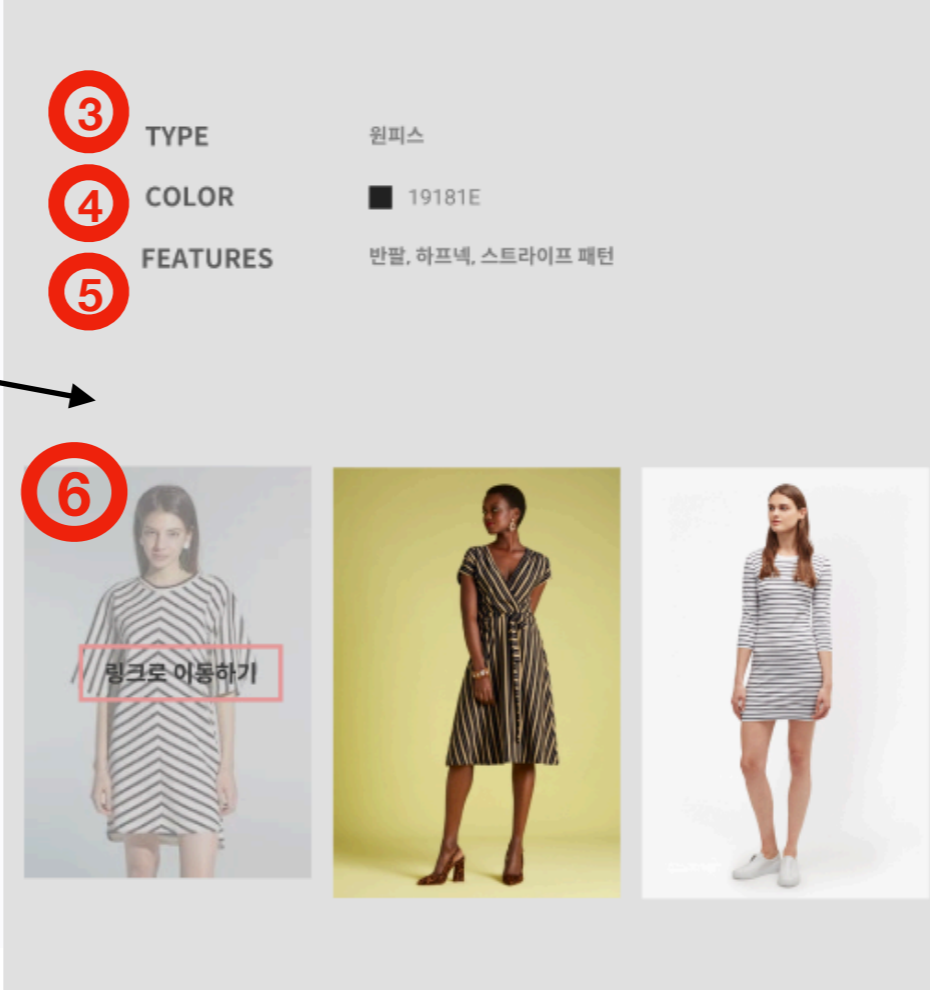 ③
TYPE 원피스
④
COLOR 19181E
FEATURES 반팔, 하프넥, 스트라이프 패턴
⑤
⑥
링크로 이동하기